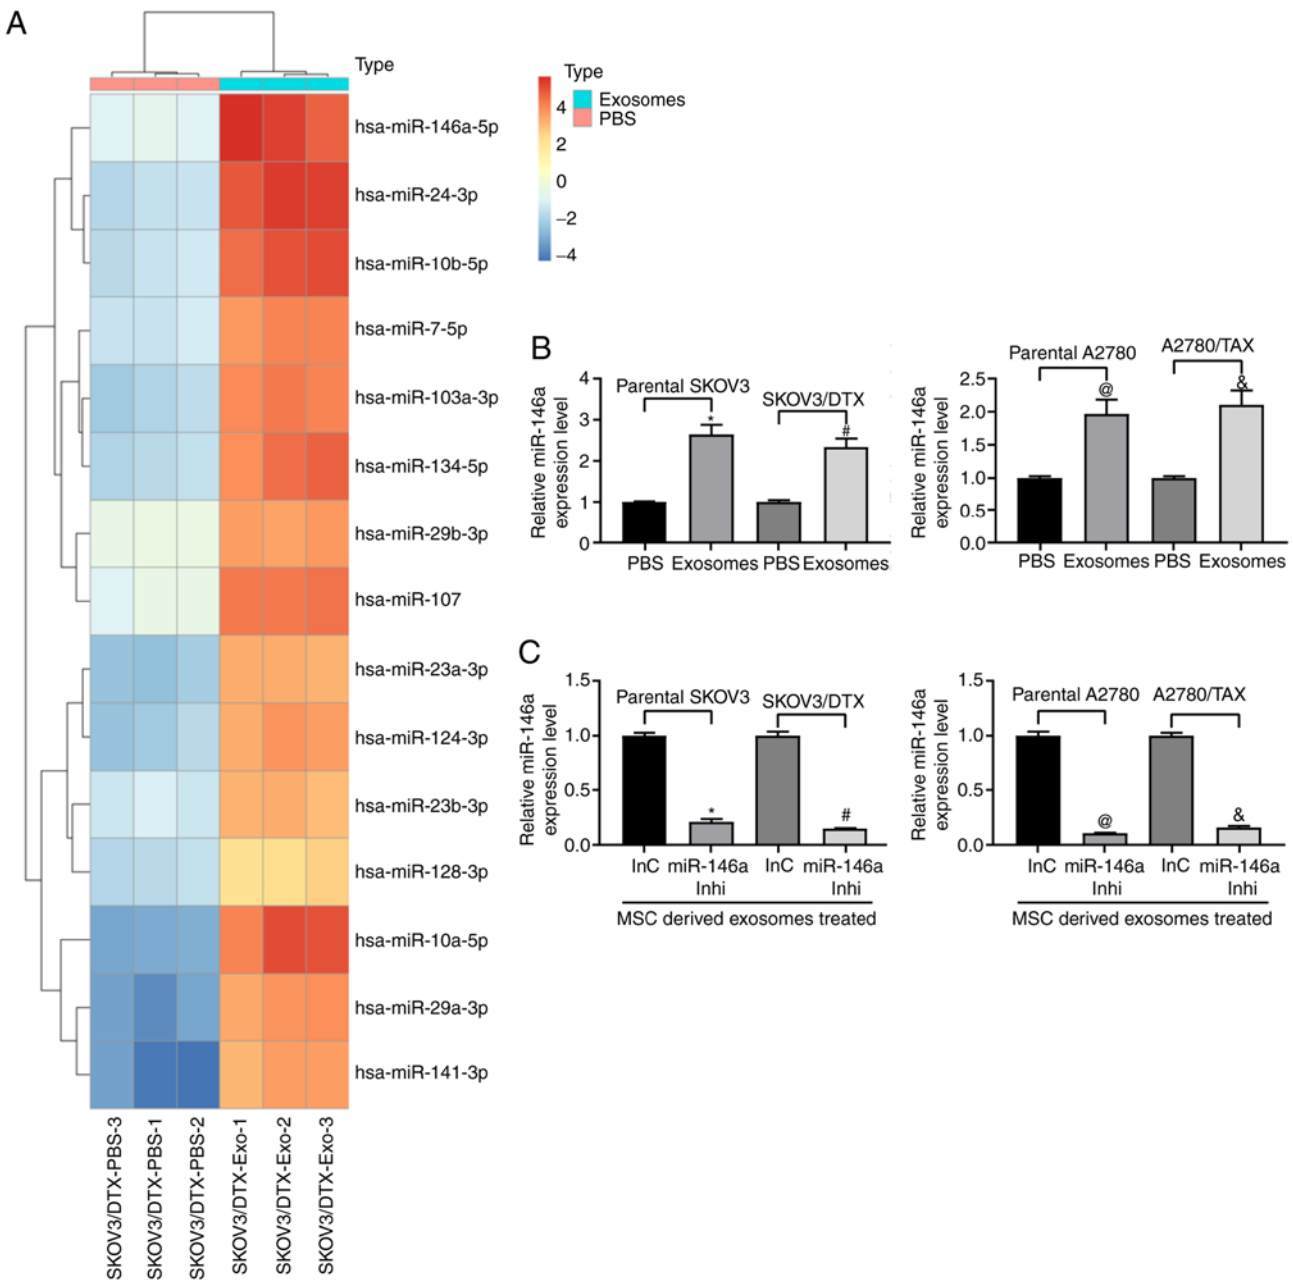 A
Type
hsa-miR-146a-5p
hsa-miR-24-3p
hsa-miR-10b-5p
hsa-miR-7-5p
hsa-miR-103a-3p
hsa-miR-134-5p
hsa-miR-29b-3p
hsa-miR-107
hsa-miR-23a-3p
hsa-miR-124-3p
hsa-miR-23b-3p
hsa-miR-128-3p
hsa-miR-10a-5p
hsa-miR-29a-3p
hsa-miR-141-3p
SKOV3/DTX-PBS-3
SKOV3/DTX-PBS-1
SKOV3/DTX-PBS-2
SKOV3/DTX-Exo-1
SKOV3/DTX-Exo-2
SKOV3/DTX-Exo-3
4
2
0
−2
−4
Type
Exosomes
PBS
B
Relative miR-146a
expression level
4
3
2
1
0
Parental SKOV3
SKOV3/DTX
*
#
PBS Exosomes PBS Exosomes
Relative miR-146a
expression level
2.5
2.0
1.5
1.0
0.5
0.0
Parental A2780
A2780/TAX
@
&
PBS Exosomes PBS Exosomes
C
Relative miR-146a
expression level
1.5
1.0
0.5
0.0
Parental SKOV3
SKOV3/DTX
*
#
InC miR-146a InC miR-146a
Inhi Inhi
MSC derived exosomes treated
Relative miR-146a
expression level
1.5
1.0
0.5
0.0
Parental A2780 A2780/TAX
@
&
InC miR-146a InC miR-146a
Inhi Inhi
MSC derived exosomes treated